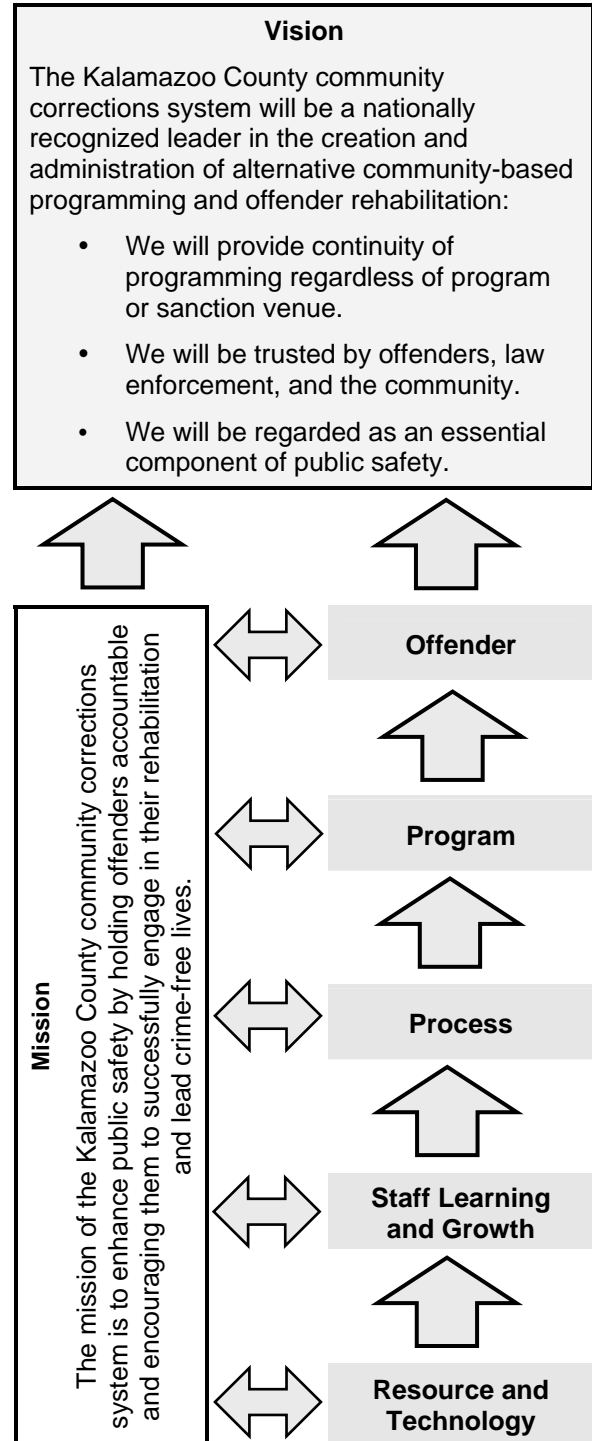 Vision
The Kalamazoo County community
corrections system will be a nationally
recognized leader in the creation and
administration of alternative community-based
programming and offender rehabilitation:
• We will provide continuity of
programming regardless of program
or sanction venue.
• We will be trusted by offenders, law
enforcement, and the community.
• We will be regarded as an essential
component of public safety.
Mission
The mission of the Kalamazoo County community corrections
system is to enhance public safety by holding offenders accountable
and encouraging them to successfully engage in their rehabilitation
and lead crime-free lives.
Offender
Program
Process
Staff Learning
and Growth
Resource and
Technology